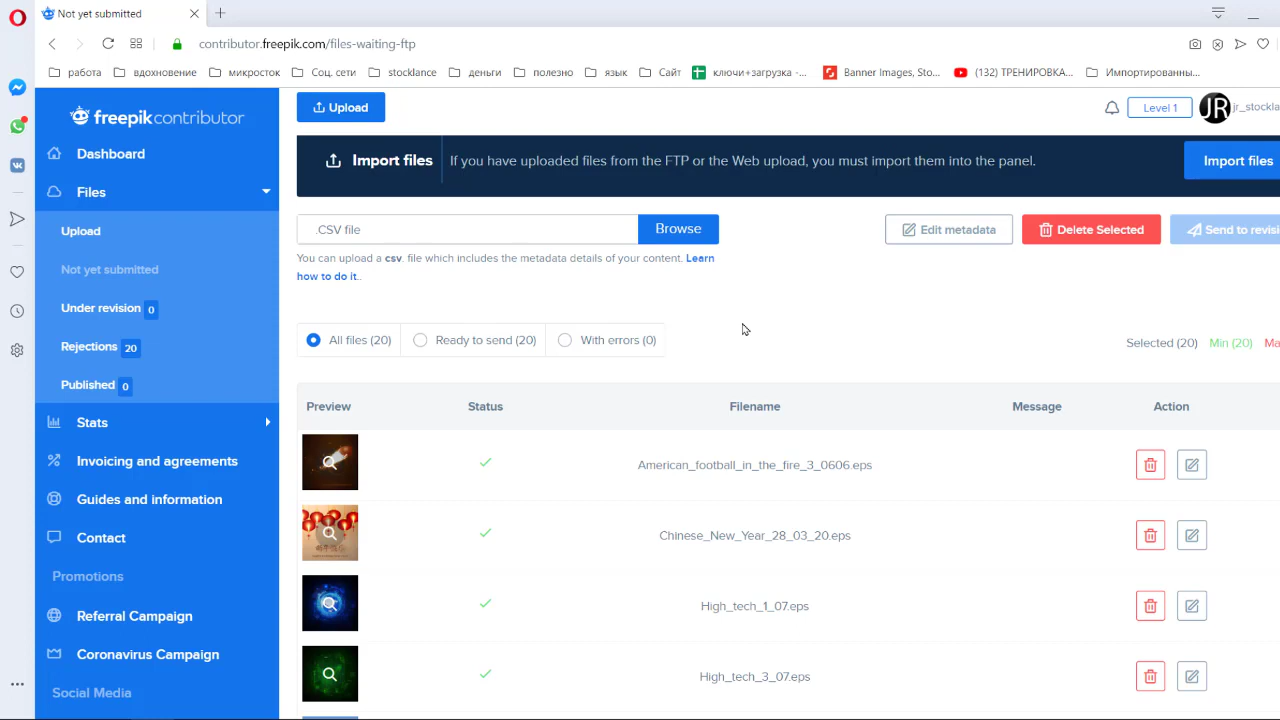 Not yet submitted
contributor.freepik.com/files-waiting-ftp
работа
вдохновение
микросток
Соц. сети
stocklance
деньги
полезно
язык
Сайт
ключи+загрузка -...
Banner Images, Sto...
(132) ТРЕНИРОВКА...
Импортированны...
freepikcontributor
Upload
Level 1
JR
jr_stockla
Dashboard
Files
Upload
Not yet submitted
Under revision 0
Rejections 20
Published 0
Stats
Invoicing and agreements
Guides and information
Contact
Promotions
Referral Campaign
Coronavirus Campaign
Social Media
Import files
If you have uploaded files from the FTP or the Web upload, you must import them into the panel.
Import files
.CSV file
Browse
Edit metadata
Delete Selected
Send to revisi
You can upload a csv. file which includes the metadata details of your content. Learn
how to do it..
All files (20)
Ready to send (20)
With errors (0)
Selected (20)
Min (20)
Ma
Preview
Status
Filename
Message
Action
American_football_in_the_fire_3_0606.eps
Chinese_New_Year_28_03_20.eps
High_tech_1_07.eps
High_tech_3_07.eps